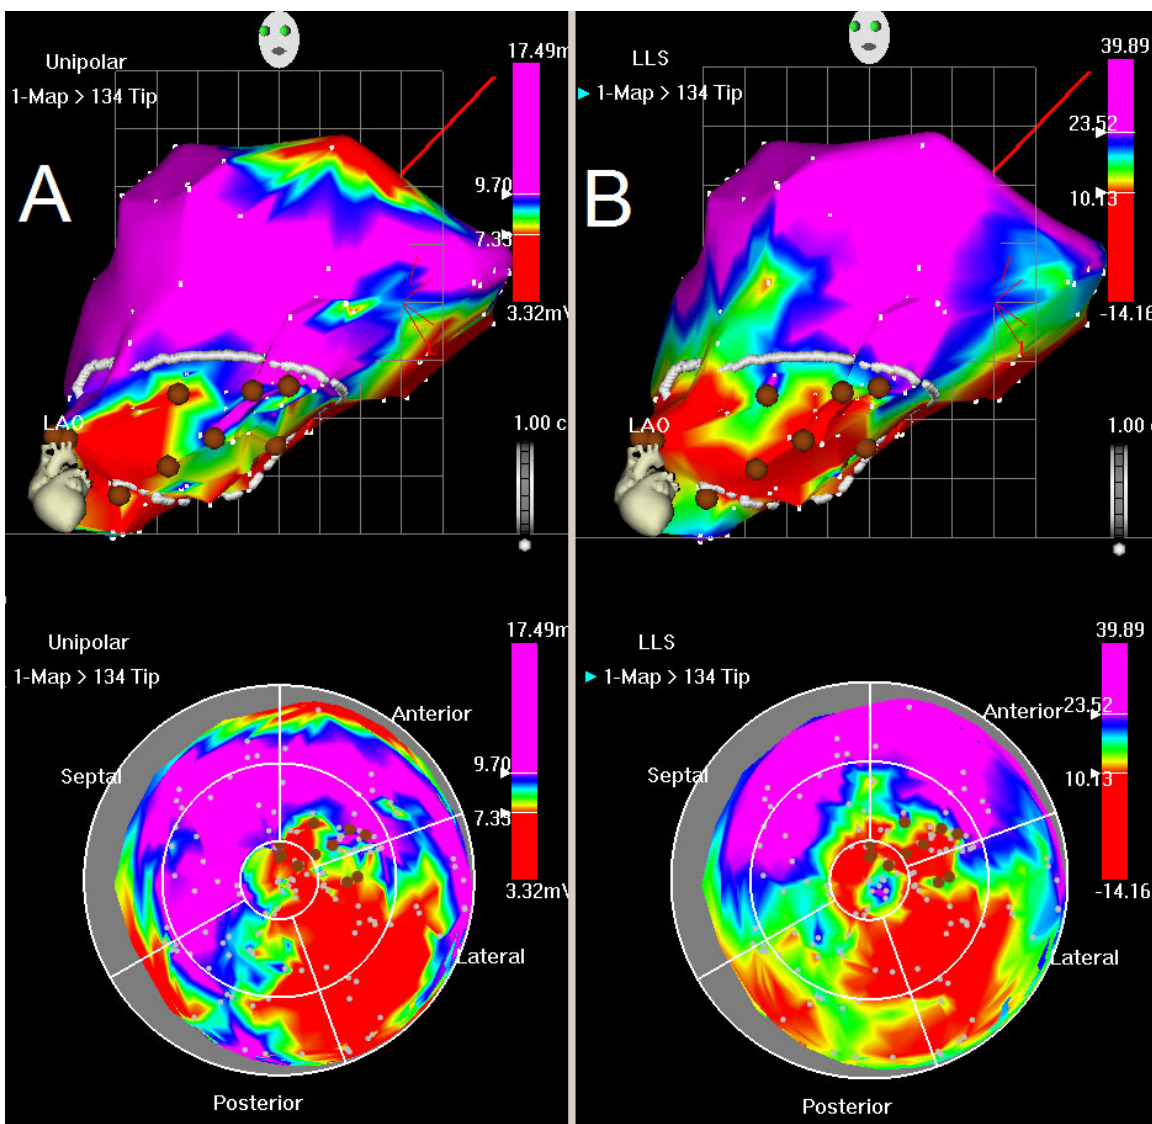 Unipolar
1-Map > 134 Tip
17.49m
9.70
7.33
3.32mV
A
LAO
1.00 c
LLS
1-Map > 134 Tip
39.89
23.52
10.13
-14.16
B
LAO
1.00 c
Unipolar
1-Map > 134 Tip
17.49m
9.70
7.33
3.32mV
Anterior
Septal
Lateral
Posterior
LLS
1-Map > 134 Tip
39.89
23.52
10.13
-14.16
Anterior
Septal
Lateral
Posterior